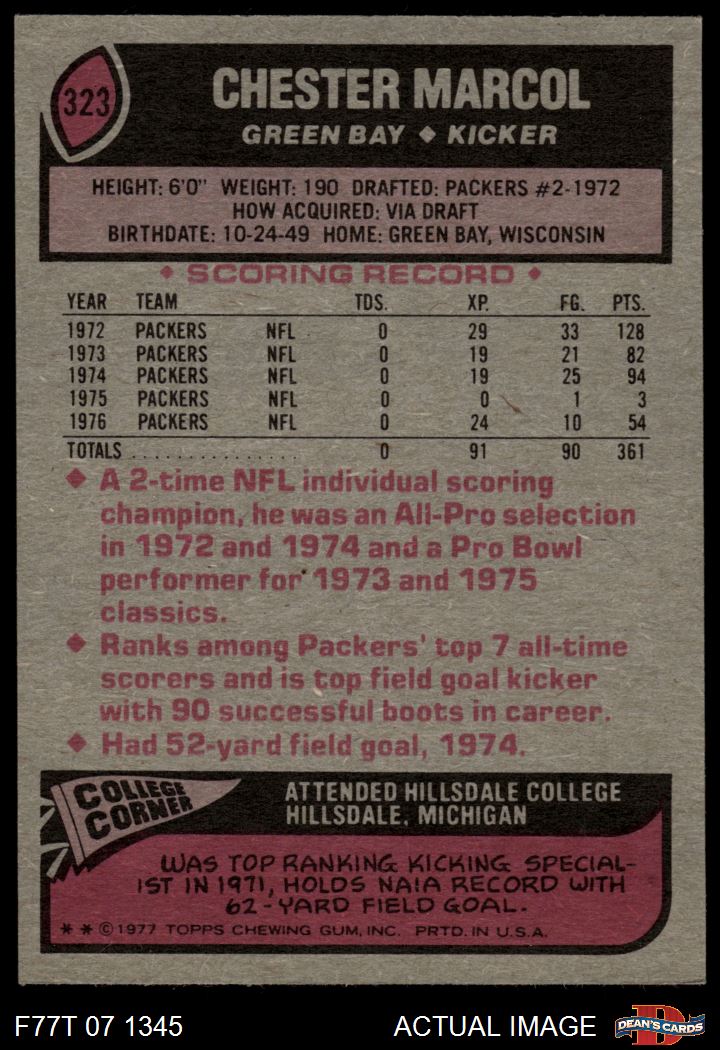 323
CHESTER MARCOL
GREEN BAY ◆ KICKER
HEIGHT: 6'0" WEIGHT: 190 DRAFTED: PACKERS #2-1972
HOW ACQUIRED: VIA DRAFT
BIRTHDATE: 10-24-49 HOME: GREEN BAY, WISCONSIN
◆ SCORING RECORD ◆
YEAR TEAM TDS. XP. FG. PTS.
1972 PACKERS NFL 0 29 33 128
1973 PACKERS NFL 0 19 21 82
1974 PACKERS NFL 0 19 25 94
1975 PACKERS NFL 0 0 1 3
1976 PACKERS NFL 0 24 10 54
TOTALS . . . . . . . . . . . . . . . . 0 91 90 361
◆ A 2-time NFL individual scoring
champion, he was an All-Pro selection
in 1972 and 1974 and a Pro Bowl
performer for 1973 and 1975
classics.
◆ Ranks among Packers' top 7 all-time
scorers and is top field goal kicker
with 90 successful boots in career.
◆ Had 52-yard field goal, 1974.
COLLEGE
CORNER
ATTENDED HILLSDALE COLLEGE
HILLSDALE, MICHIGAN
WAS TOP RANKING KICKING SPECIAL-
IST IN 1971, HOLDS NAIA RECORD WITH
62-YARD FIELD GOAL.
* * © 1977 TOPPS CHEWING GUM, INC. PRTD. IN U.S.A.
F77T 07 1345 ACTUAL IMAGE
D
DEAN'S CARDS